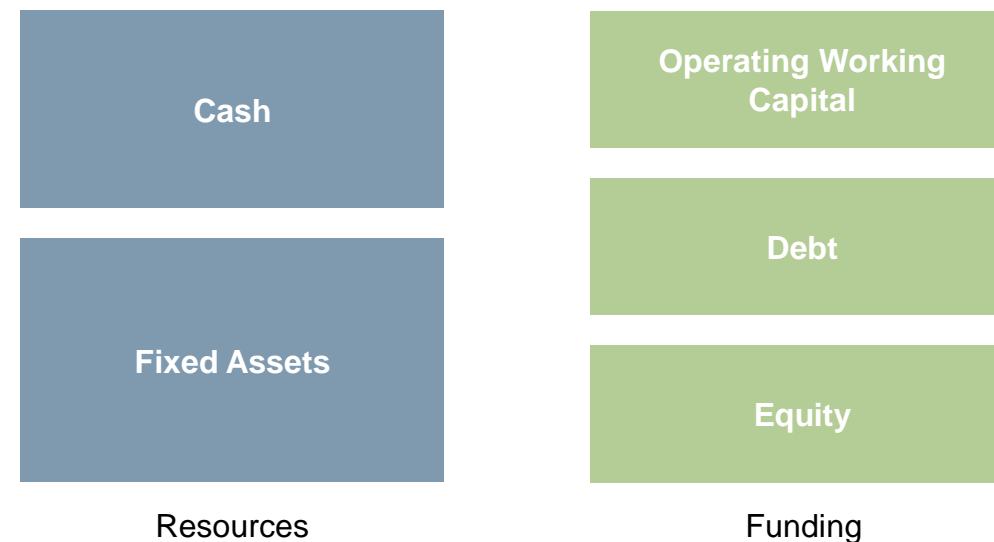 Cash
Fixed Assets
Resources
Operating Working
Capital
Debt
Equity
Funding